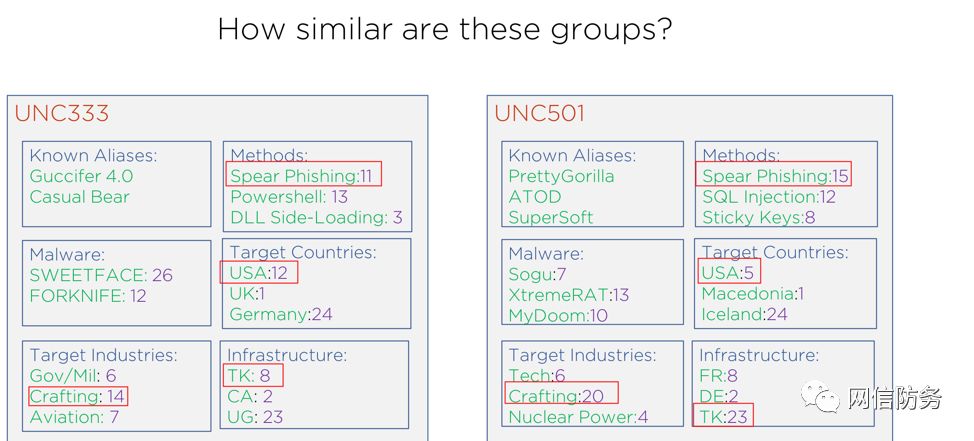 How similar are these groups?
UNC333
Known Aliases:
Guccifer 4.0
Casual Bear
Methods:
Spear Phishing:11
Powershell: 13
DLL Side-Loading: 3
Malware:
SWEETFACE: 26
FORKNIFE: 12
Target Countries:
USA:12
UK:1
Germany:24
Target Industries:
Gov/Mil: 6
Crafting: 14
Aviation: 7
Infrastructure:
TK: 8
CA: 2
UG: 23
UNC501
Known Aliases:
PrettyGorilla
ATOD
SuperSoft
Methods:
Spear Phishing:15
SQL Injection:12
Sticky Keys:8
Malware:
Sogu:7
XtremeRAT:13
MyDoom:10
Target Countries:
USA:5
Macedonia:1
Iceland:24
Target Industries:
Tech:6
Crafting:20
Nuclear Power:4
Infrastructure:
FR:8
DE:2
TK:23
网信防务